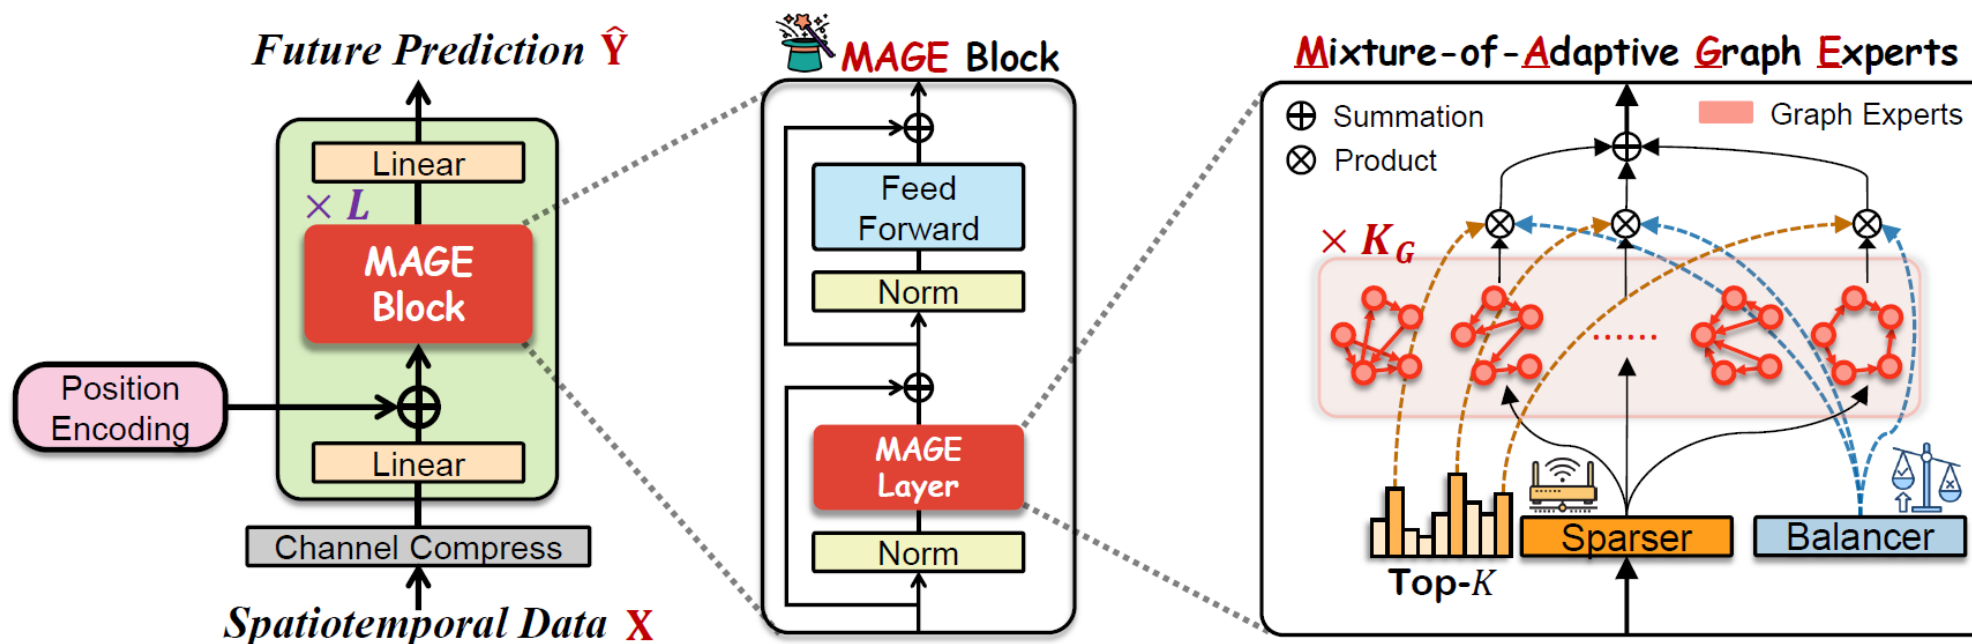 Future Prediction Ŷ
Linear
× L
MAGE
Block
Position
Encoding
Linear
Channel Compress
Spatiotemporal Data X
MAGE Block
Feed
Forward
Norm
MAGE
Layer
Norm
Mixture-of-Adaptive Graph Experts
Summation
Graph Experts
Product
× K_G
......
Sparser
Balancer
Top-K